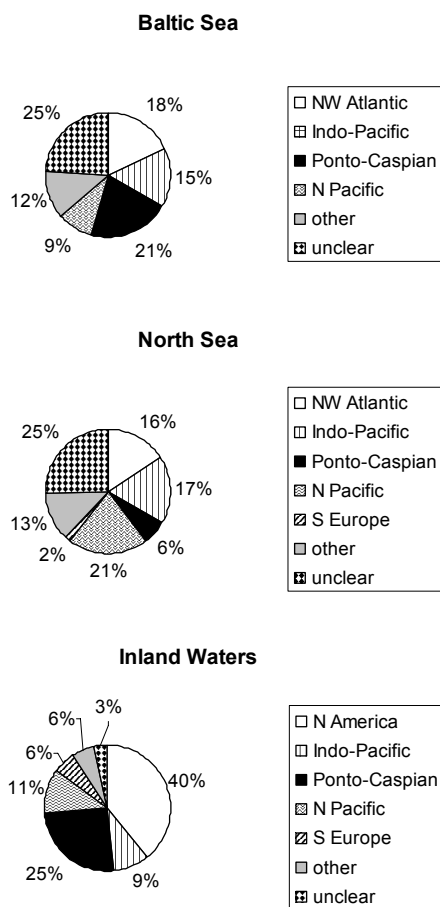 Baltic Sea
25%
18%
15%
21%
9%
12%
NW Atlantic
Indo-Pacific
Ponto-Caspian
N Pacific
other
unclear
North Sea
25%
16%
17%
6%
21%
2%
13%
NW Atlantic
Indo-Pacific
Ponto-Caspian
N Pacific
S Europe
other
unclear
Inland Waters
3%
6%
6%
11%
40%
25%
9%
N America
Indo-Pacific
Ponto-Caspian
N Pacific
S Europe
other
unclear